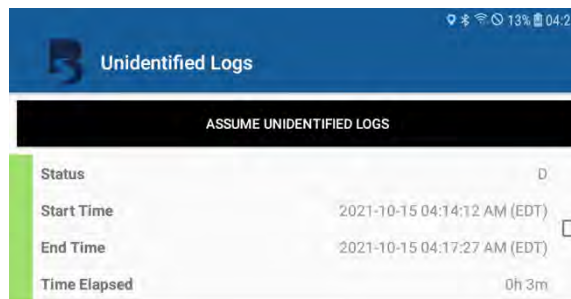 13% 04:2
Unidentified Logs
ASSUME UNIDENTIFIED LOGS
Status D
Start Time 2021-10-15 04:14:12 AM (EDT)
End Time 2021-10-15 04:17:27 AM (EDT)
Time Elapsed 0h 3m